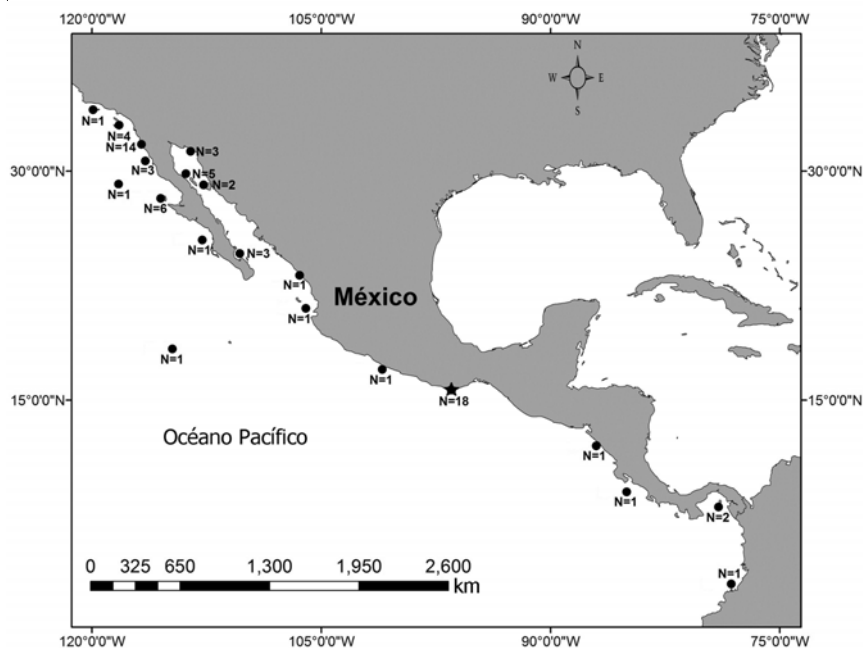 120°0'0"W 105°0'0"W 90°0'0"W 75°0'0"W
N
W E
S
N=1
N=4
N=14
N=3
N=3
N=5
30°0'0"N 30°0'0"N
N=1
N=2
N=6
N=1
N=3
N=1
México
N=1
N=1
N=1
15°0'0"N 15°0'0"N
N=18
Océano Pacífico
N=1
N=1
N=2
0 325 650 1,300 1,950 2,600
km
N=1
120°0'0"W 105°0'0"W 90°0'0"W 75°0'0"W